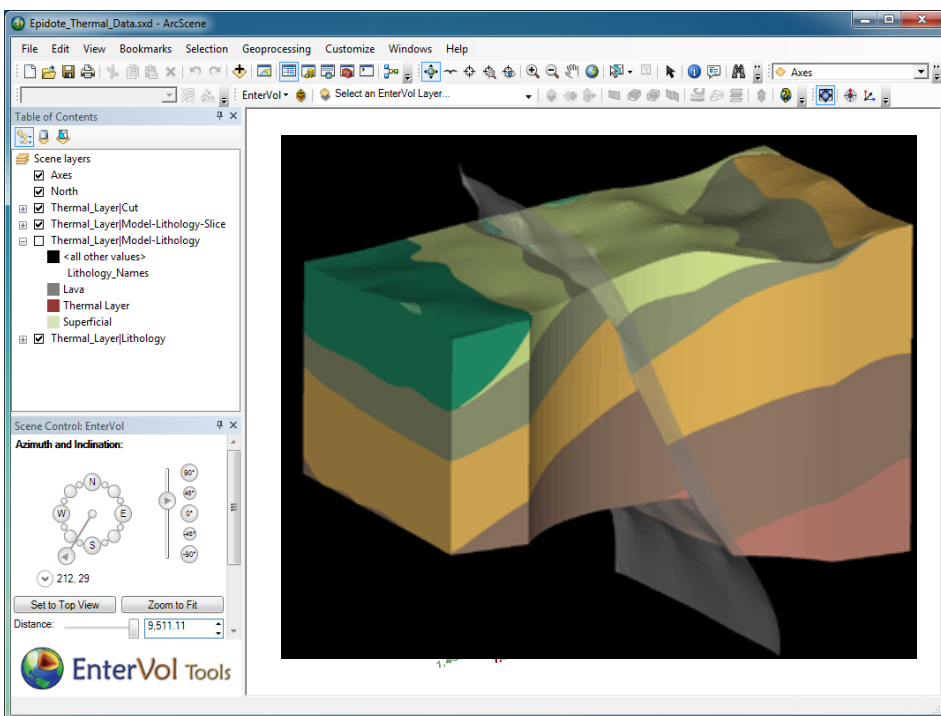 Epidote_Thermal_Data.sxd - ArcScene
File Edit View Bookmarks Selection Geoprocessing Customize Windows Help
Axes
EnterVol Select an EnterVol Layer...
Table of Contents
Scene layers
Axes
North
Thermal_Layer|Cut
Thermal_Layer|Model-Lithology-Slice
Thermal_Layer|Model-Lithology
<all other values>
Lithology_Names
Lava
Thermal Layer
Superficial
Thermal_Layer|Lithology
Scene Control: EnterVol
Azimuth and Inclination:
N
W E
S
90°
45°
0°
-45°
-90°
212, 29
Set to Top View Zoom to Fit
Distance: 9,511.11
EnterVol Tools